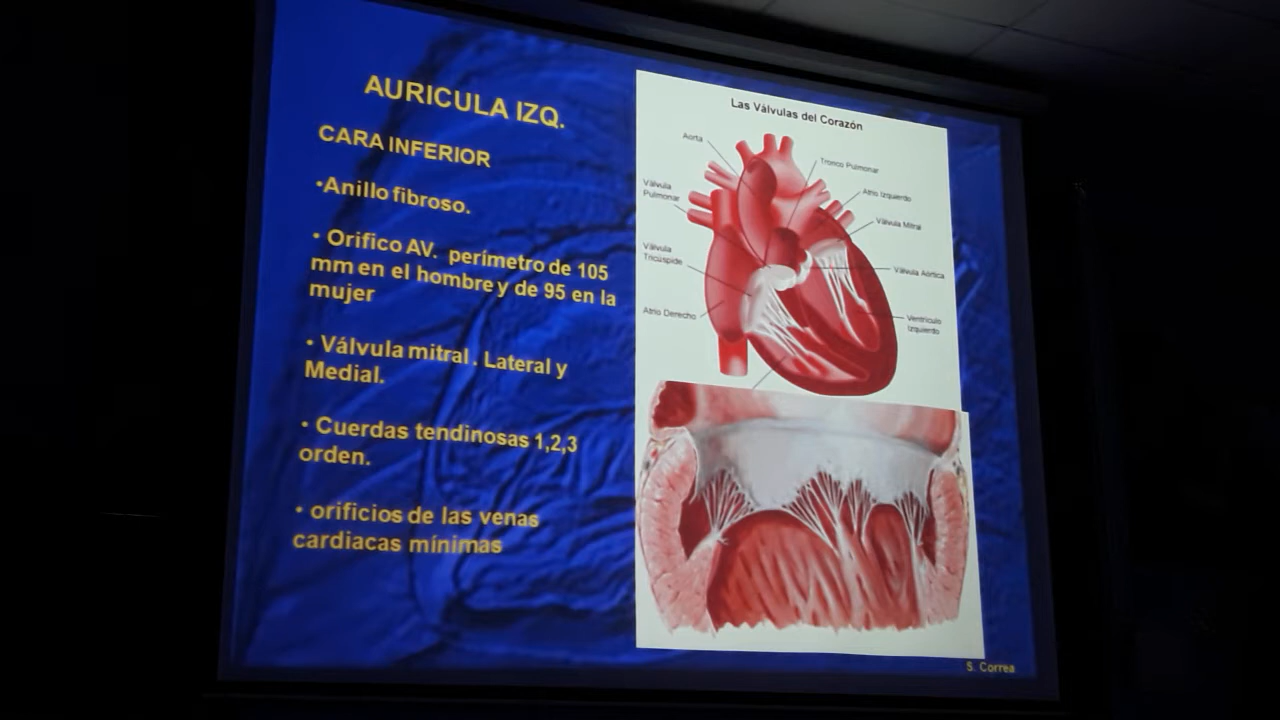 AURICULA IZQ.
CARA INFERIOR
•Anillo fibroso.
• Orifico AV. perímetro de 105
mm en el hombre y de 95 en la
mujer
• Válvula mitral . Lateral y
Medial.
• Cuerdas tendinosas 1,2,3
orden.
• orificios de las venas
cardiacas mínimas
Las Válvulas del Corazón
Aorta
Tronco Pulmonar
Válvula
Pulmonar
Atrio Izquierdo
Válvula Mitral
Válvula
Tricúspide
Válvula Aórtica
Atrio Derecho
Ventrículo
Izquierdo
S. Correa